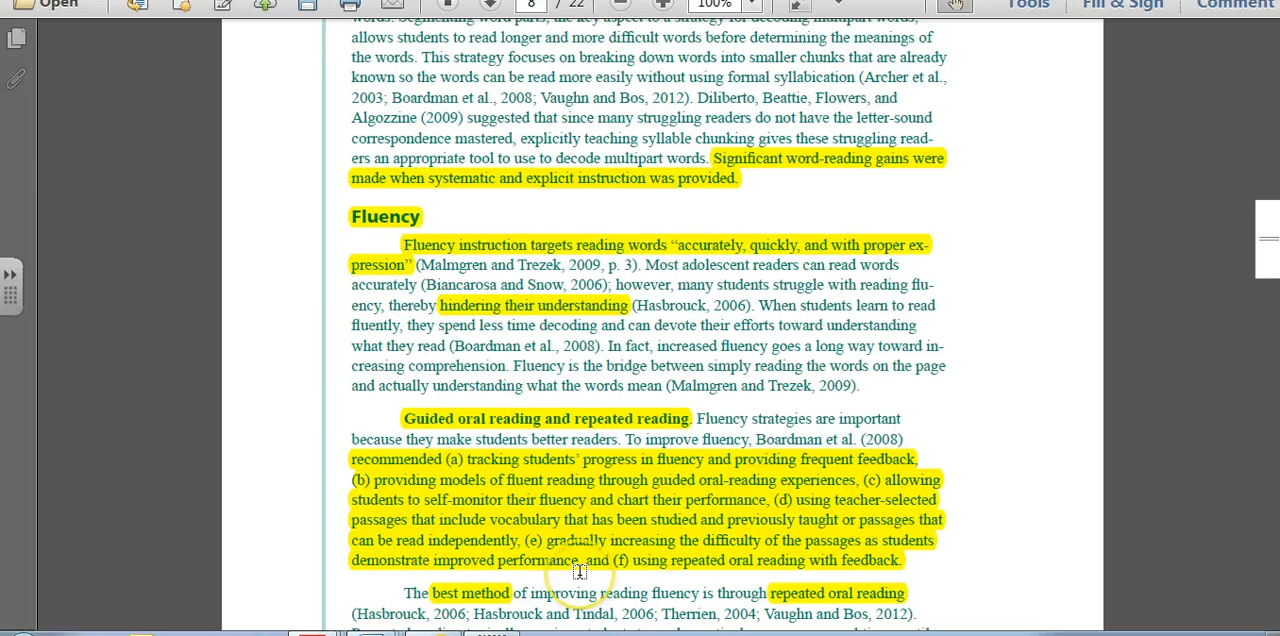 Open
8
/ 22
100%
Tools
Fill & Sign
Comment
words. Segmenting word parts, the key aspect to a strategy for decoding multipart words,
allows students to read longer and more difficult words before determining the meanings of
the words. This strategy focuses on breaking down words into smaller chunks that are already
known so the words can be read more easily without using formal syllabication (Archer et al.,
2003; Boardman et al., 2008; Vaughn and Bos, 2012). Diliberto, Beattie, Flowers, and
Algozzine (2009) suggested that since many struggling readers do not have the letter-sound
correspondence mastered, explicitly teaching syllable chunking gives these struggling read-
ers an appropriate tool to use to decode multipart words. Significant word-reading gains were
made when systematic and explicit instruction was provided.
Fluency
Fluency instruction targets reading words “accurately, quickly, and with proper ex-
pression” (Malmgren and Trezek, 2009, p. 3). Most adolescent readers can read words
accurately (Biancarosa and Snow, 2006); however, many students struggle with reading flu-
ency, thereby hindering their understanding (Hasbrouck, 2006). When students learn to read
fluently, they spend less time decoding and can devote their efforts toward understanding
what they read (Boardman et al., 2008). In fact, increased fluency goes a long way toward in-
creasing comprehension. Fluency is the bridge between simply reading the words on the page
and actually understanding what the words mean (Malmgren and Trezek, 2009).
Guided oral reading and repeated reading. Fluency strategies are important
because they make students better readers. To improve fluency, Boardman et al. (2008)
recommended (a) tracking students’ progress in fluency and providing frequent feedback,
(b) providing models of fluent reading through guided oral-reading experiences, (c) allowing
students to self-monitor their fluency and chart their performance, (d) using teacher-selected
passages that include vocabulary that has been studied and previously taught or passages that
can be read independently, (e) gradually increasing the difficulty of the passages as students
demonstrate improved performance, and (f) using repeated oral reading with feedback.
The best method of improving reading fluency is through repeated oral reading
(Hasbrouck, 2006; Hasbrouck and Tindal, 2006; Therrien, 2004; Vaughn and Bos, 2012).